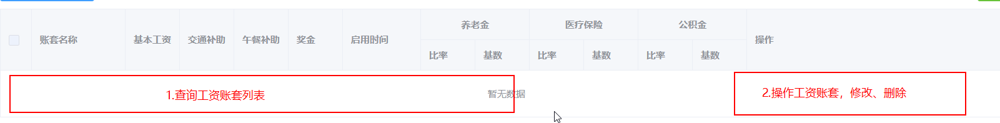 养老金 医疗保险 公积金
账套名称 基本工资 交通补助 午餐补助 奖金 启用时间 操作
比率 基数 比率 基数 比率 基数
1.查询工资账套列表 暂无数据 2.操作工资账套，修改、删除